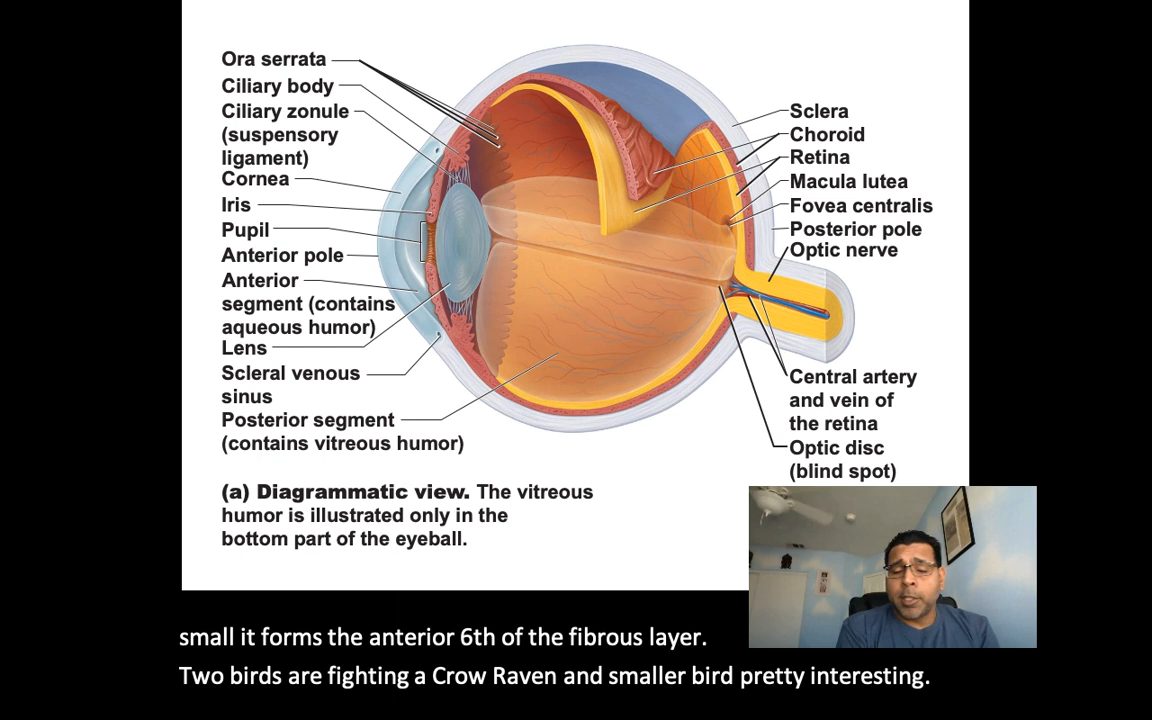 Ora serrata
Ciliary body
Ciliary zonule
(suspensory
ligament)
Cornea
Iris
Pupil
Anterior pole
Anterior
segment (contains
aqueous humor)
Lens
Scleral venous
sinus
Posterior segment
(contains vitreous humor)
Sclera
Choroid
Retina
Macula lutea
Fovea centralis
Posterior pole
Optic nerve
Central artery
and vein of
the retina
Optic disc
(blind spot)
(a) Diagrammatic view. The vitreous
humor is illustrated only in the
bottom part of the eyeball.
small it forms the anterior 6th of the fibrous layer.
Two birds are fighting a Crow Raven and smaller bird pretty interesting.